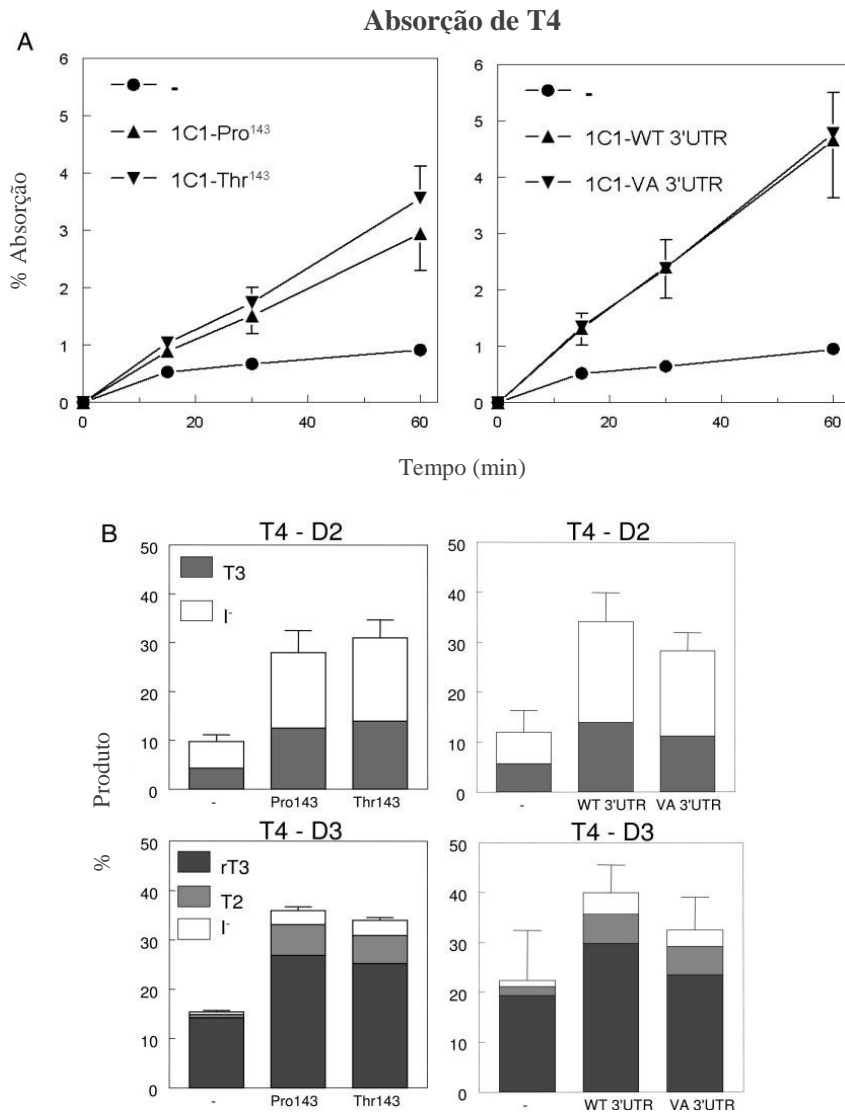 Absorção de T4
A
% Absorção
6
5
4
3
2
1
0
-
1C1-Pro¹⁴³
1C1-Thr¹⁴³
0
20
40
60
6
5
4
3
2
1
0
-
1C1-WT 3'UTR
1C1-VA 3'UTR
0
20
40
60
Tempo (min)
B
% Produto
T4 - D2
50
40
30
20
10
0
T3
I⁻
-
Pro143
Thr143
T4 - D2
50
40
30
20
10
0
-
WT 3'UTR
VA 3'UTR
T4 - D3
50
40
30
20
10
0
rT3
T2
I⁻
-
Pro143
Thr143
T4 - D3
50
40
30
20
10
0
-
WT 3'UTR
VA 3'UTR